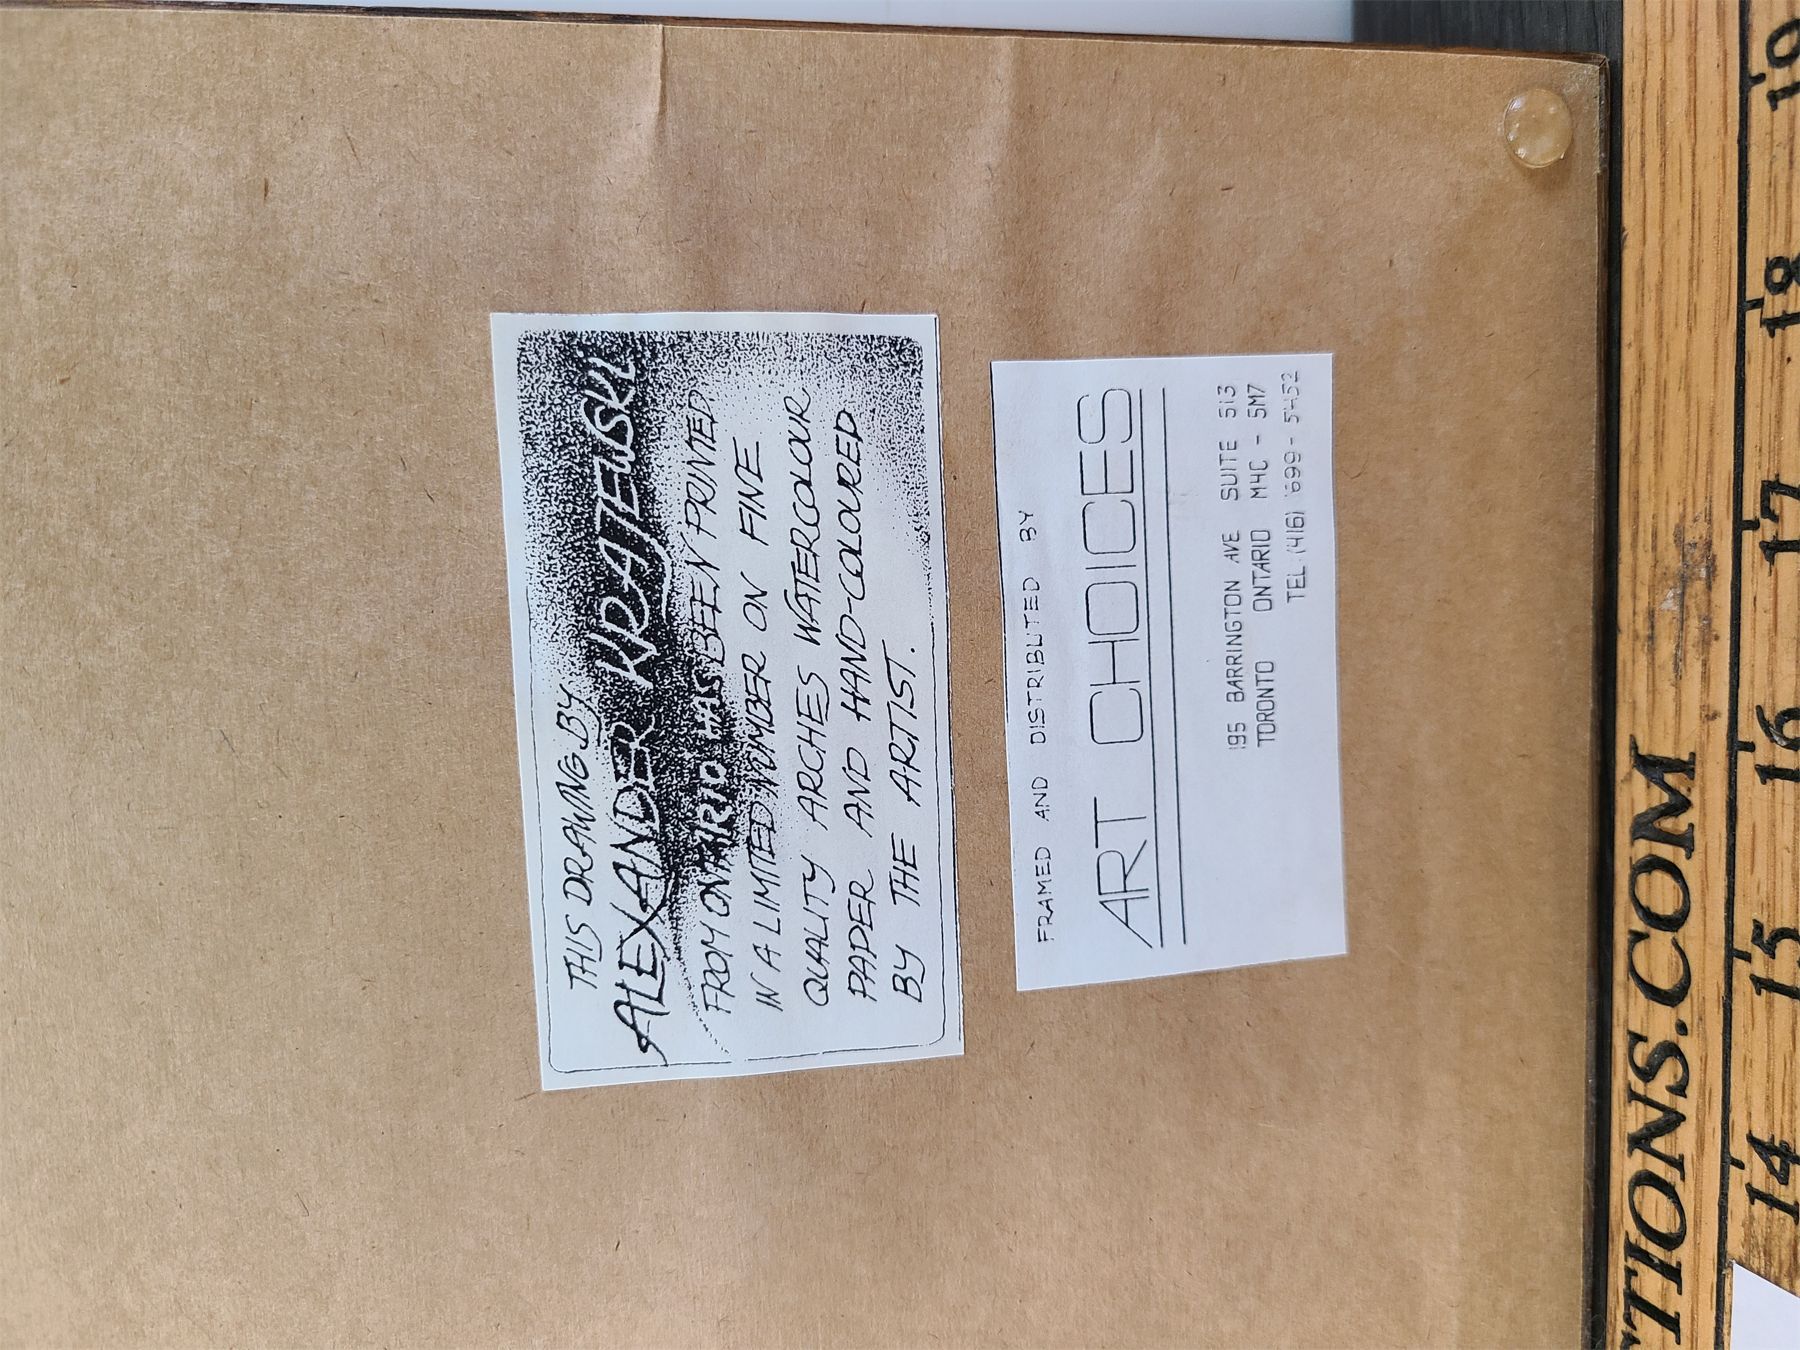 THIS DRAWING BY
ALEXANDER KRAJEWSKI
FROM ONTARIO HAS BEEN PRINTED
IN A LIMITED NUMBER ON FINE
QUALITY ARCHES WATERCOLOUR
PAPER AND HAND-COLOURED
BY THE ARTIST.
FRAMED AND DISTRIBUTED BY
ART CHOICES
195 BARRINGTON AVE SUITE 513
TORONTO ONTARIO M4C - 5M7
TEL (416) 699-5452
TIONS.COM
14 15 16 17 18 19